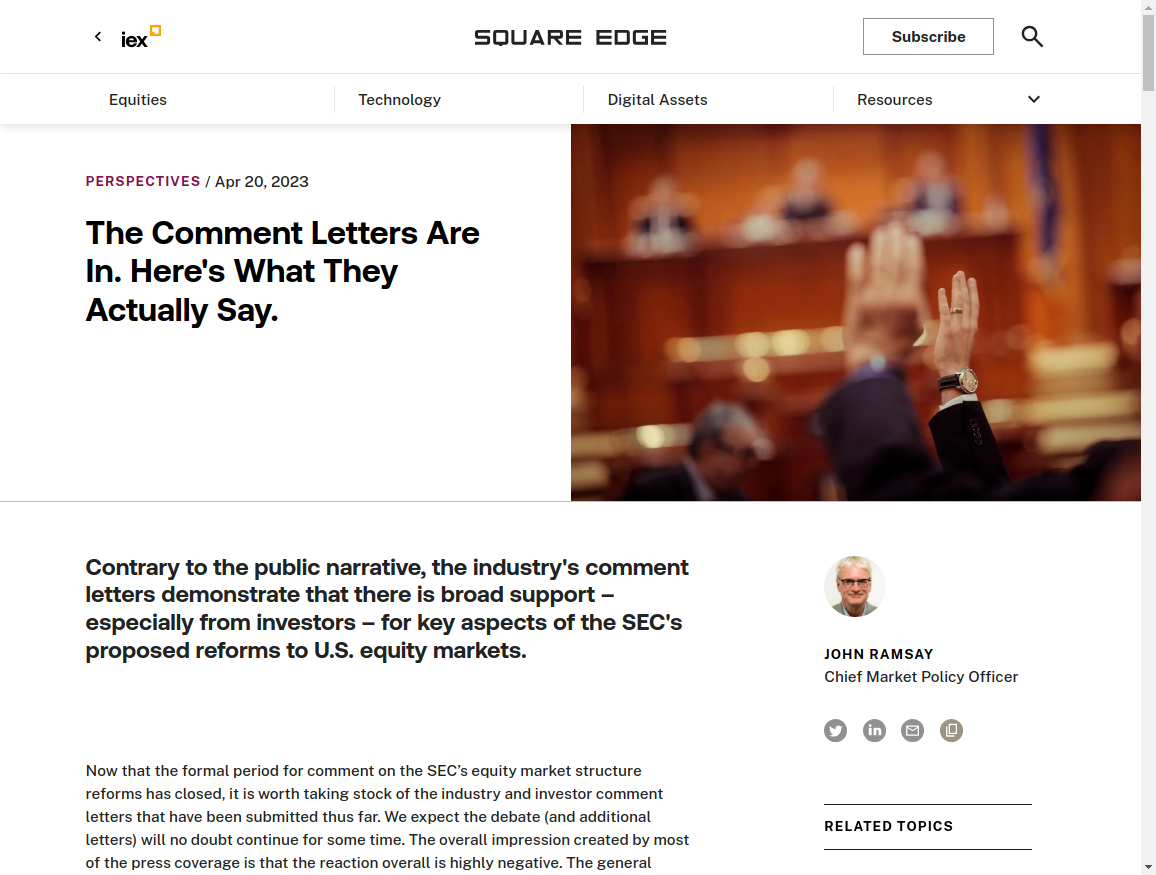 iex
SQUARE EDGE
Subscribe
Equities
Technology
Digital Assets
Resources
PERSPECTIVES / Apr 20, 2023
The Comment Letters Are
In. Here's What They
Actually Say.
Contrary to the public narrative, the industry's comment
letters demonstrate that there is broad support –
especially from investors – for key aspects of the SEC's
proposed reforms to U.S. equity markets.
JOHN RAMSAY
Chief Market Policy Officer
in
Now that the formal period for comment on the SEC’s equity market structure
reforms has closed, it is worth taking stock of the industry and investor comment
letters that have been submitted thus far. We expect the debate (and additional
letters) will no doubt continue for some time. The overall impression created by most
of the press coverage is that the reaction overall is highly negative. The general
RELATED TOPICS